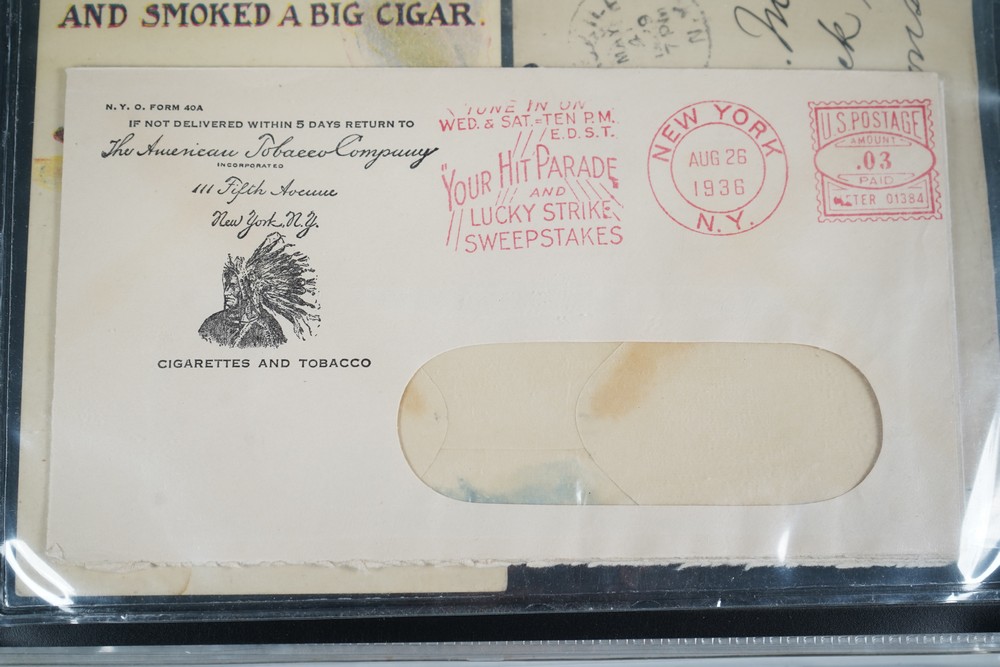 AND SMOKED A BIG CIGAR.
N. Y. O. FORM 40A
IF NOT DELIVERED WITHIN 5 DAYS RETURN TO
The American Tobacco Company
INCORPORATED
111 Fifth Avenue
New York, N.Y.
CIGARETTES AND TOBACCO
TUNE IN ON
WED. & SAT.=TEN P.M.
E.D.S.T.
"YOUR HIT PARADE
AND
LUCKY STRIKE
SWEEPSTAKES
NEW YORK
AUG 26
1936
N.Y.
U.S. POSTAGE
AMOUNT
.03
PAID
METER 01384